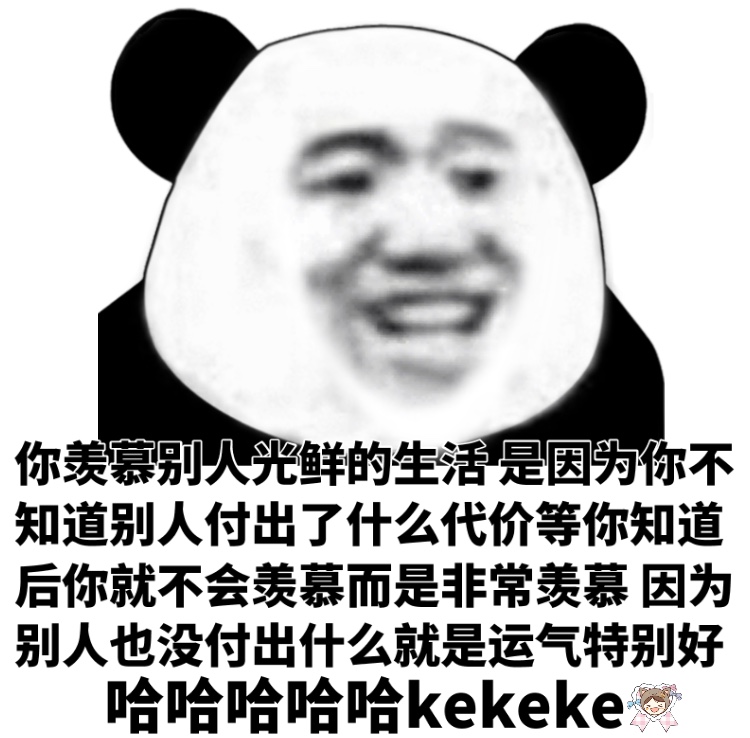 你羡慕别人光鲜的生活 是因为你不
知道别人付出了什么代价等你知道
后你就不会羡慕而是非常羡慕 因为
别人也没付出什么就是运气特别好
哈哈哈哈哈kekeke